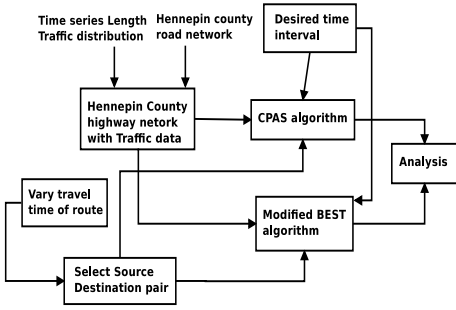 Time series Length
Traffic distribution
Hennepin county
road network
Desired time
interval
Hennepin County
highway netork
with Traffic data
CPAS algorithm
Analysis
Vary travel
time of route
Modified BEST
algorithm
Select Source
Destination pair